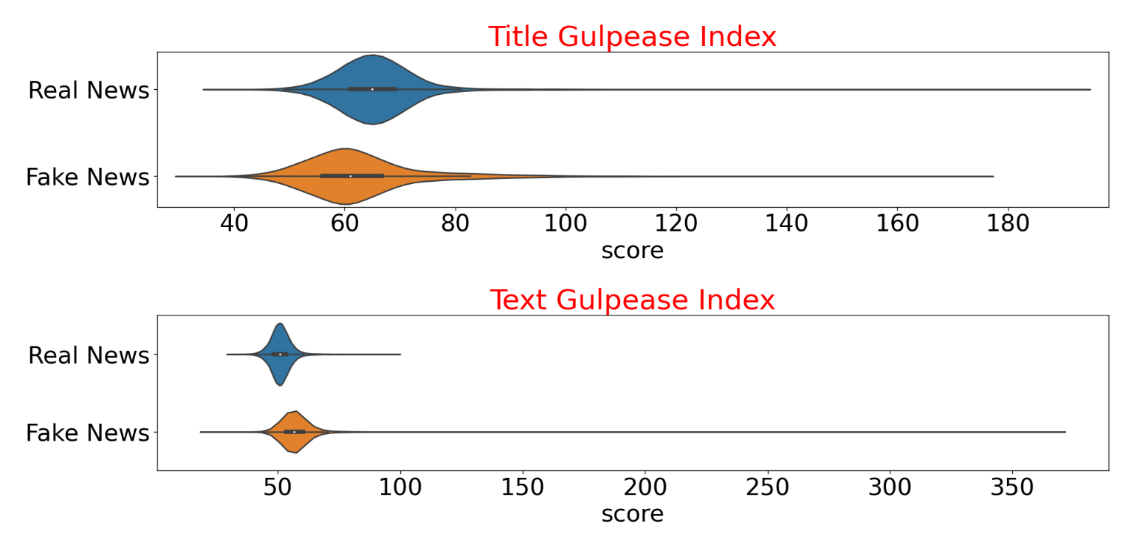 Title Gulpease Index
Real News
Fake News
40 60 80 100 120 140 160 180
score
Text Gulpease Index
Real News
Fake News
50 100 150 200 250 300 350
score